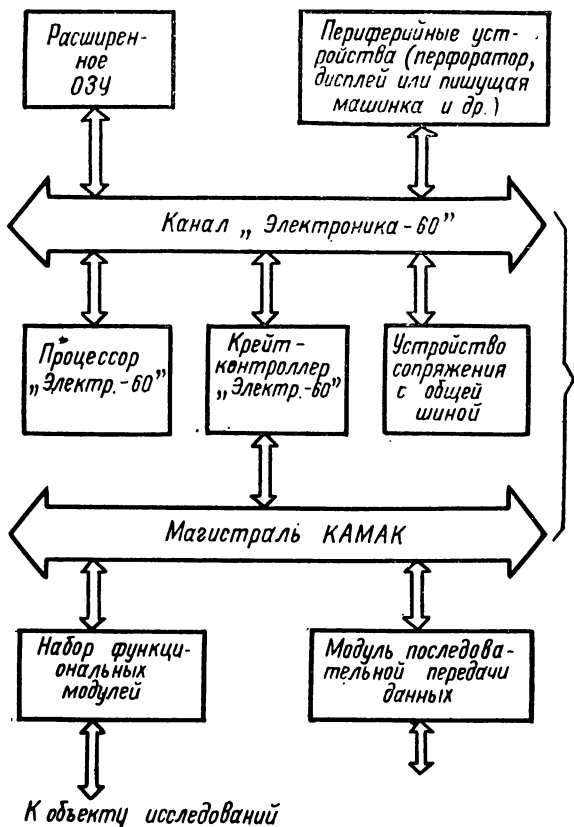 Расширен-
ное
ОЗУ
Периферийные уст-
ройства (перфоратор,
дисплей или пишущая
машинка и др.)
Канал „Электроника-60”
Процессор
„Электр.-60”
Крейт-
контроллер
„Электр.-60”
Устройство
сопряжения
с общей
шиной
Магистраль КАМАК
Набор функци-
ональных
модулей
Модуль последова-
тельной передачи
данных
К объекту исследований